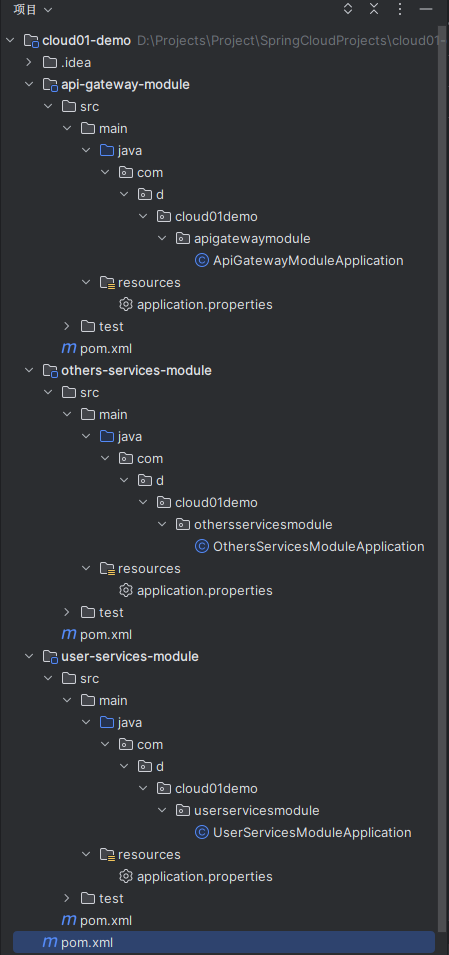 项目
cloud01-demo D:\Projects\Project\SpringCloudProjects\cloud01-
.idea
api-gateway-module
src
main
java
com
d
cloud01demo
apigatewaymodule
ApiGatewayModuleApplication
resources
application.properties
test
pom.xml
others-services-module
src
main
java
com
d
cloud01demo
othersservicesmodule
OthersServicesModuleApplication
resources
application.properties
test
pom.xml
user-services-module
src
main
java
com
d
cloud01demo
userservicesmodule
UserServicesModuleApplication
resources
application.properties
test
pom.xml
pom.xml